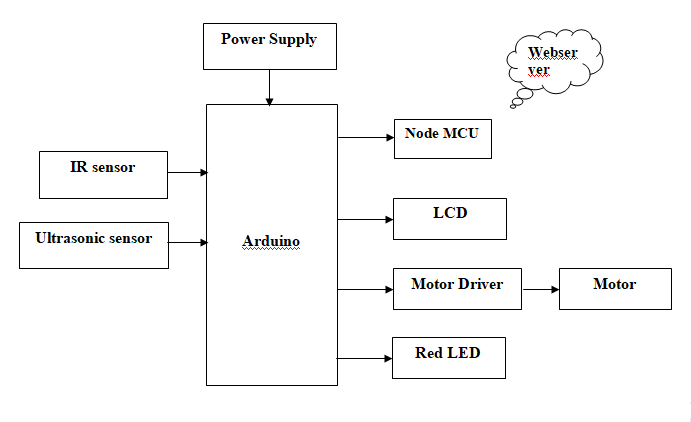 Power Supply
Webser
ver
Node MCU
IR sensor
LCD
Ultrasonic sensor
Arduino
Motor Driver
Motor
Red LED